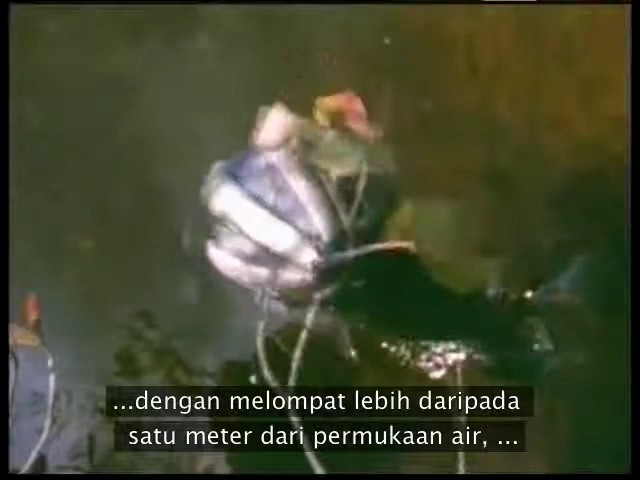 ...dengan melompat lebih daripada
satu meter dari permukaan air, ...